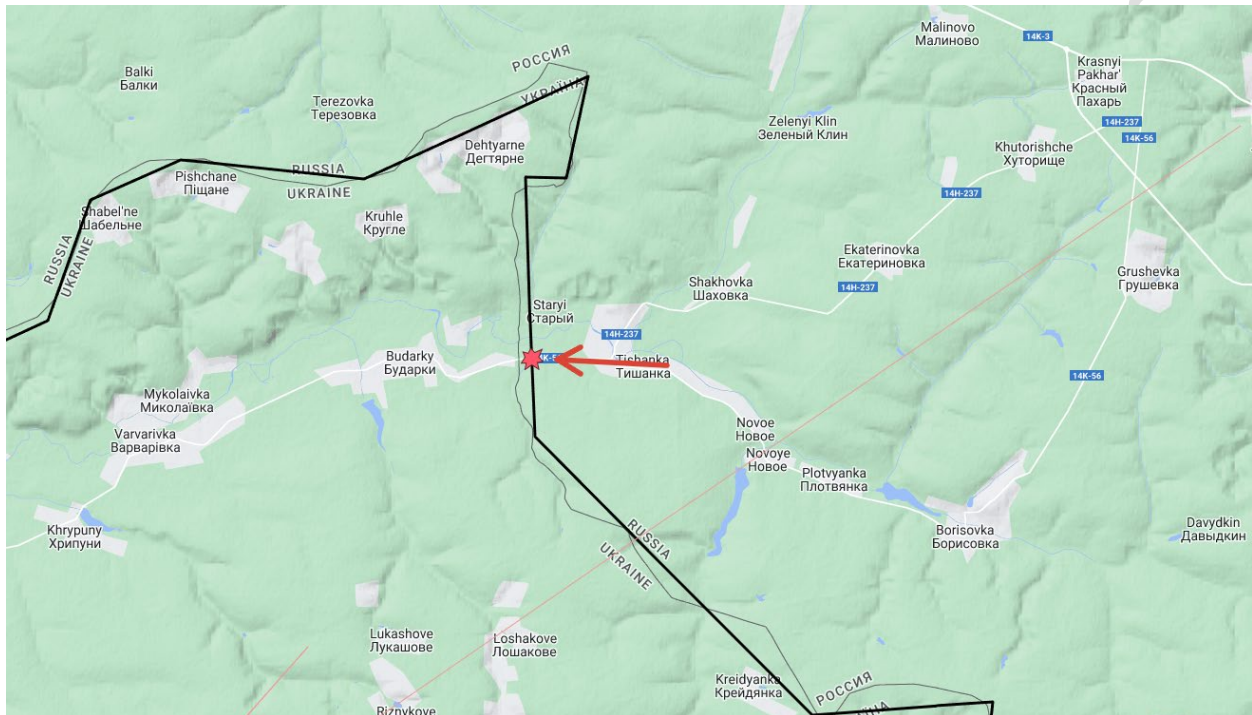 Malinovo
Малиново
14K-3
РОССИЯ
УКРАЇНА
Balki
Балки
Krasnyi
Pakhar'
Красный
Пахарь
Terezovka
Терезовка
Zelenyi Klin
Зеленый Клин
14H-237
14K-56
Dehtyarne
Дегтярне
Khutorishche
Хуторище
RUSSIA
UKRAINE
Pishchane
Піщане
14H-237
Shabel'ne
Шабельне
Kruhle
Кругле
RUSSIA
UKRAINE
Ekaterinovka
Екатериновка
Grushevka
Грушевка
Shakhovka
Шаховка
14H-237
Staryi
Старый
14H-237
Budarky
Бударки
Tishanka
Тишанка
14K-56
Mykolaivka
Миколаївка
Varvarivka
Варварівка
Novoe
Новое
Novoye
Новое
Plotvyanka
Плотвянка
Khrypuny
Хрипуни
Borisovka
Борисовка
Davydkin
Давыдкин
RUSSIA
UKRAINE
Lukashove
Лукашове
Loshakove
Лошакове
Kreidyanka
Крейдянка
РОССИЯ
Riznykove